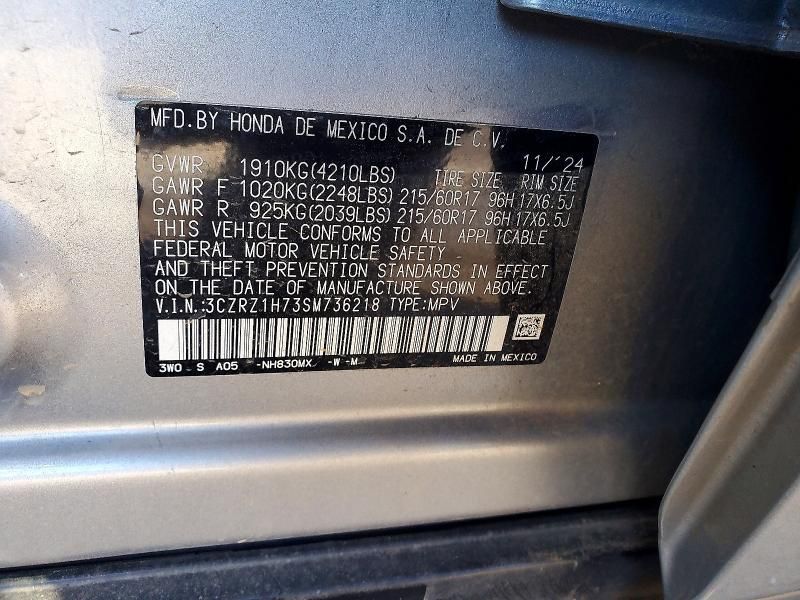 MFD.BY HONDA DE MEXICO S.A. DE C.V.
GVWR 1910KG(4210LBS) 11/'24
TIRE SIZE RIM SIZE
GAWR F 1020KG(2248LBS) 215/60R17 96H 17X6.5J
GAWR R 925KG(2039LBS) 215/60R17 96H 17X6.5J
THIS VEHICLE CONFORMS TO ALL APPLICABLE
FEDERAL MOTOR VEHICLE SAFETY
AND THEFT PREVENTION STANDARDS IN EFFECT
ON THE DATE OF MANUFACTURE SHOWN ABOVE.
V.I.N.:3CZRZ1H73SM736218 TYPE:MPV
3W0 S A05 -NH830MX -W -M MADE IN MEXICO